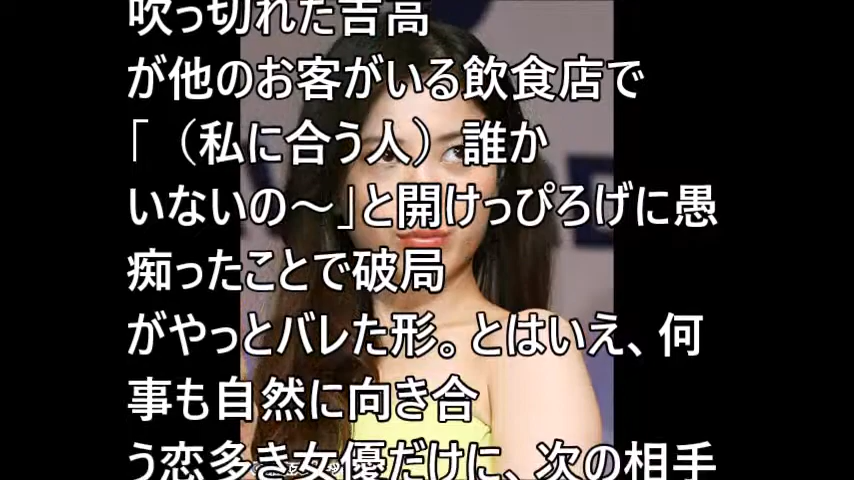 吹っ切れた吉高
が他のお客がいる飲食店で
「（私に合う人）誰か
いないの～」と開けっぴろげに愚
痴ったことで破局
がやっとバレた形。とはいえ、何
事も自然に向き合
う恋多き女優だけに、次の相手